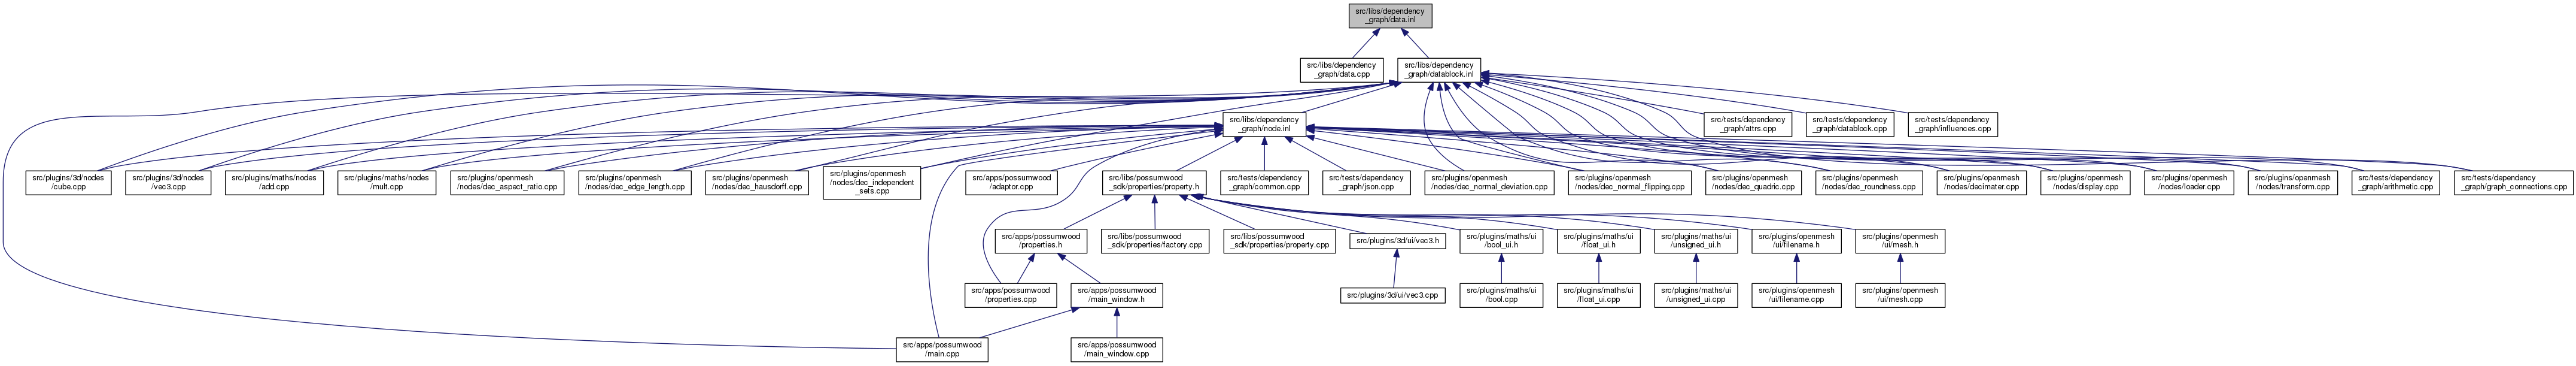 src/libs/dependency
_graph/data.inl
src/libs/dependency
_graph/data.cpp
src/libs/dependency
_graph/datablock.inl
src/libs/dependency
_graph/node.inl
src/tests/dependency
_graph/attrs.cpp
src/tests/dependency
_graph/datablock.cpp
src/tests/dependency
_graph/influences.cpp
src/plugins/3d/nodes
/cube.cpp
src/plugins/3d/nodes
/vec3.cpp
src/plugins/maths/nodes
/add.cpp
src/plugins/maths/nodes
/mult.cpp
src/plugins/openmesh
/nodes/dec_aspect_ratio.cpp
src/plugins/openmesh
/nodes/dec_edge_length.cpp
src/plugins/openmesh
/nodes/dec_hausdorff.cpp
src/plugins/openmesh
/nodes/dec_independent
_sets.cpp
src/apps/possumwood
/adaptor.cpp
src/libs/possumwood
_sdk/properties/property.h
src/tests/dependency
_graph/common.cpp
src/tests/dependency
_graph/json.cpp
src/plugins/openmesh
/nodes/dec_normal_deviation.cpp
src/plugins/openmesh
/nodes/dec_normal_flipping.cpp
src/plugins/openmesh
/nodes/dec_quadric.cpp
src/plugins/openmesh
/nodes/dec_roundness.cpp
src/plugins/openmesh
/nodes/decimater.cpp
src/plugins/openmesh
/nodes/display.cpp
src/plugins/openmesh
/nodes/loader.cpp
src/plugins/openmesh
/nodes/transform.cpp
src/tests/dependency
_graph/arithmetic.cpp
src/tests/dependency
_graph/graph_connections.cpp
src/apps/possumwood
/properties.h
src/libs/possumwood
_sdk/properties/factory.cpp
src/libs/possumwood
_sdk/properties/property.cpp
src/plugins/3d/ui/vec3.h
src/plugins/maths/ui
/bool_ui.h
src/plugins/maths/ui
/float_ui.h
src/plugins/maths/ui
/unsigned_ui.h
src/plugins/openmesh
/ui/filename.h
src/plugins/openmesh
/ui/mesh.h
src/apps/possumwood
/properties.cpp
src/apps/possumwood
/main_window.h
src/plugins/3d/ui/vec3.cpp
src/plugins/maths/ui
/bool.cpp
src/plugins/maths/ui
/float_ui.cpp
src/plugins/maths/ui
/unsigned_ui.cpp
src/plugins/openmesh
/ui/filename.cpp
src/plugins/openmesh
/ui/mesh.cpp
src/apps/possumwood
/main.cpp
src/apps/possumwood
/main_window.cpp